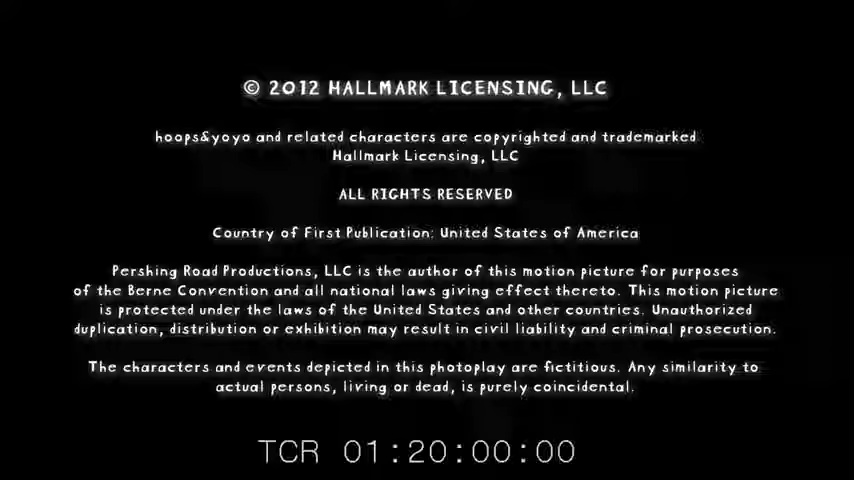 © 2012 HALLMARK LICENSING, LLC
hoops&yoyo and related characters are copyrighted and trademarked
Hallmark Licensing, LLC
ALL RIGHTS RESERVED
Country of First Publication: United States of America
Pershing Road Productions, LLC is the author of this motion picture for purposes
of the Berne Convention and all national laws giving effect thereto. This motion picture
is protected under the laws of the United States and other countries. Unauthorized
duplication, distribution or exhibition may result in civil liability and criminal prosecution.
The characters and events depicted in this photoplay are fictitious. Any similarity to
actual persons, living or dead, is purely coincidental.
TCR 01:20:00:00